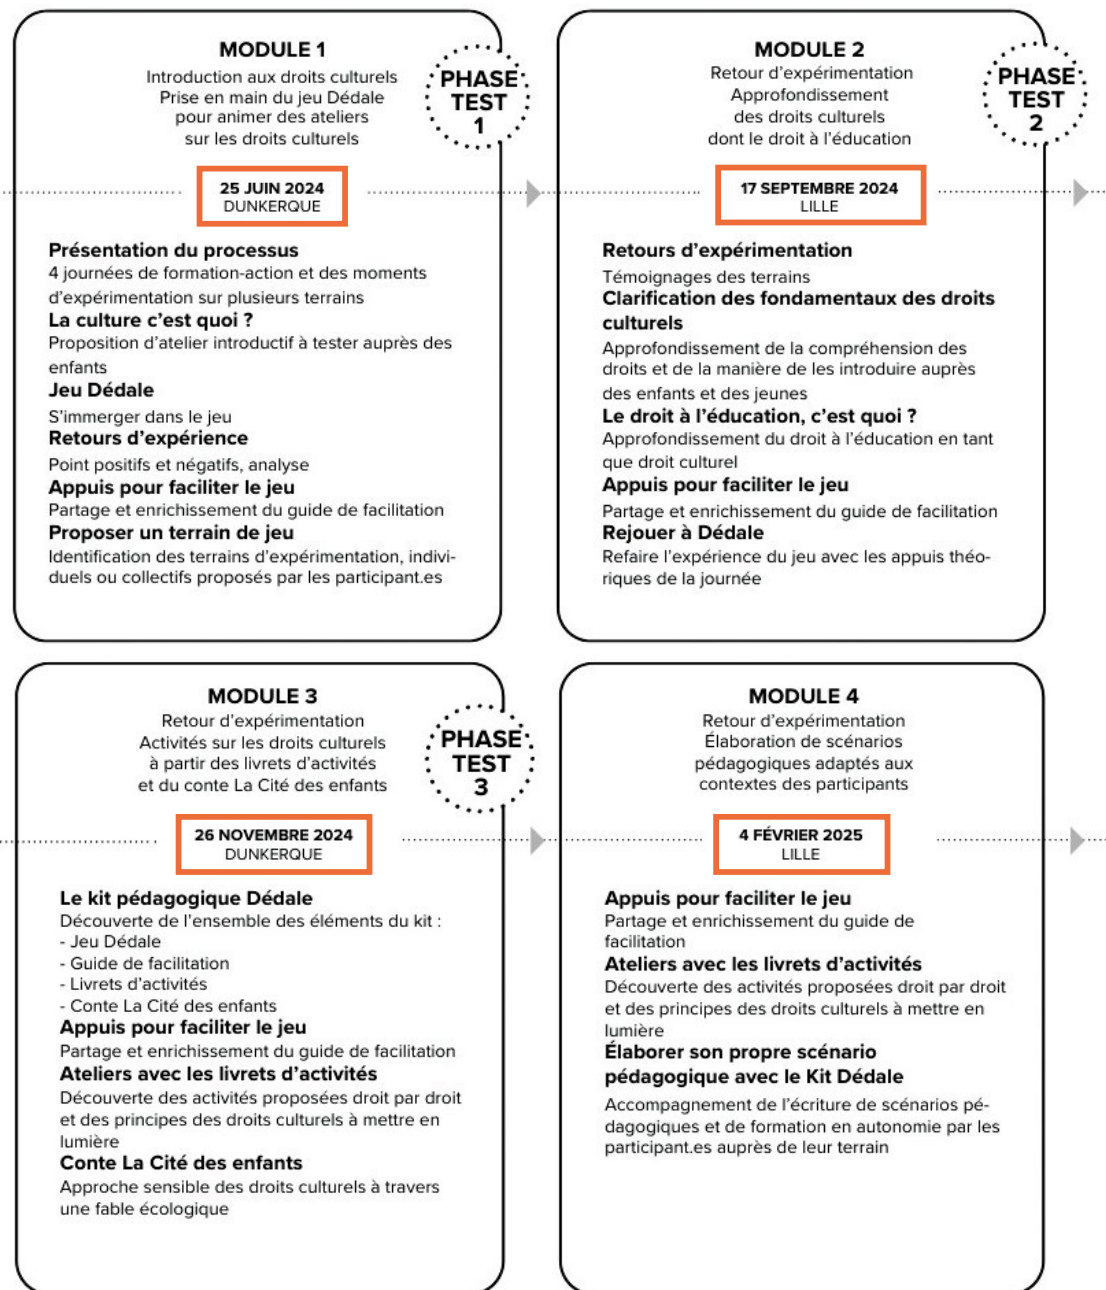 MODULE 1
Introduction aux droits culturels
Prise en main du jeu Dédale
pour animer des ateliers
sur les droits culturels
PHASE
TEST
1
25 JUIN 2024
DUNKERQUE
Présentation du processus
4 journées de formation-action et des moments
d'expérimentation sur plusieurs terrains
La culture c'est quoi ?
Proposition d'atelier introductif à tester auprès des
enfants
Jeu Dédale
S'immerger dans le jeu
Retours d'expérience
Point positifs et négatifs, analyse
Appuis pour faciliter le jeu
Partage et enrichissement du guide de facilitation
Proposer un terrain de jeu
Identification des terrains d'expérimentation, indivi-
duels ou collectifs proposés par les participant.es
MODULE 2
Retour d'expérimentation
Approfondissement
des droits culturels
dont le droit à l'éducation
PHASE
TEST
2
17 SEPTEMBRE 2024
LILLE
Retours d'expérimentation
Témoignages des terrains
Clarification des fondamentaux des droits
culturels
Approfondissement de la compréhension des
droits et de la manière de les introduire auprès
des enfants et des jeunes
Le droit à l'éducation, c'est quoi ?
Approfondissement du droit à l'éducation en tant
que droit culturel
Appuis pour faciliter le jeu
Partage et enrichissement du guide de facilitation
Rejouer à Dédale
Refaire l'expérience du jeu avec les appuis théo-
riques de la journée
MODULE 3
Retour d'expérimentation
Activités sur les droits culturels
à partir des livrets d'activités
et du conte La Cité des enfants
PHASE
TEST
3
26 NOVEMBRE 2024
DUNKERQUE
Le kit pédagogique Dédale
Découverte de l'ensemble des éléments du kit :
- Jeu Dédale
- Guide de facilitation
- Livrets d'activités
- Conte La Cité des enfants
Appuis pour faciliter le jeu
Partage et enrichissement du guide de facilitation
Ateliers avec les livrets d'activités
Découverte des activités proposées droit par droit
et des principes des droits culturels à mettre en
lumière
Conte La Cité des enfants
Approche sensible des droits culturels à travers
une fable écologique
MODULE 4
Retour d'expérimentation
Élaboration de scénarios
pédagogiques adaptés aux
contextes des participants
4 FÉVRIER 2025
LILLE
Appuis pour faciliter le jeu
Partage et enrichissement du guide de
facilitation
Ateliers avec les livrets d'activités
Découverte des activités proposées droit par droit
et des principes des droits culturels à mettre en
lumière
Élaborer son propre scénario
pédagogique avec le Kit Dédale
Accompagnement de l'écriture de scénarios pé-
dagogiques et de formation en autonomie par les
participant.es auprès de leur terrain